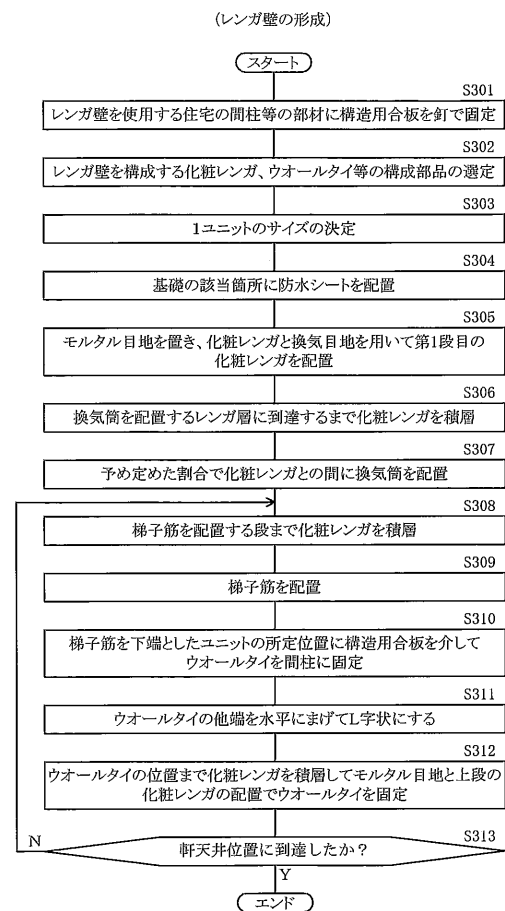 (レンガ壁の形成)
スタート
S301
レンガ壁を使用する住宅の間柱等の部材に構造用合板を釘で固定
S302
レンガ壁を構成する化粧レンガ、ウオールタイ等の構成部品の選定
S303
1ユニットのサイズの決定
S304
基礎の該当箇所に防水シートを配置
S305
モルタル目地を置き、化粧レンガと換気目地を用いて第1段目の
化粧レンガを配置
S306
換気筒を配置するレンガ層に到達するまで化粧レンガを積層
S307
予め定めた割合で化粧レンガとの間に換気筒を配置
S308
梯子筋を配置する段まで化粧レンガを積層
S309
梯子筋を配置
S310
梯子筋を下端としたユニットの所定位置に構造用合板を介して
ウオールタイを間柱に固定
S311
ウオールタイの他端を水平にまげてL字状にする
S312
ウオールタイの位置まで化粧レンガを積層してモルタル目地と上段の
化粧レンガの配置でウオールタイを固定
S313
N
軒天井位置に到達したか?
Y
エンド